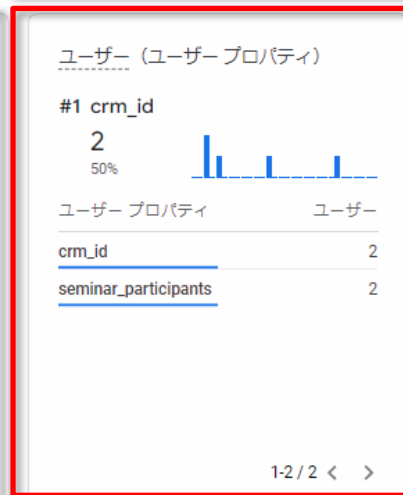 ユーザー（ユーザー プロパティ）
#1 crm_id
2
50%
ユーザー プロパティ ユーザー
crm_id 2
seminar_participants 2
1-2 / 2